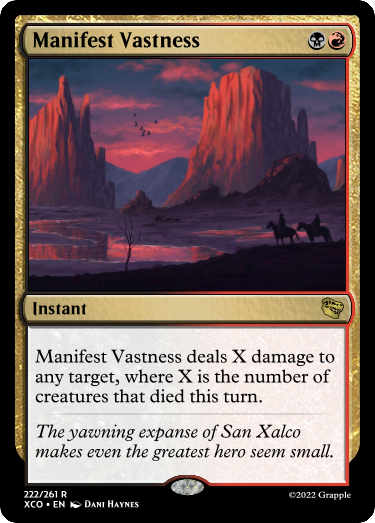 Manifest Vastness
Instant
Manifest Vastness deals X damage to
any target, where X is the number of
creatures that died this turn.
The yawning expanse of San Xalco
makes even the greatest hero seem small.
222/261 R
XCO • EN Dani Haynes
©2022 Grapple